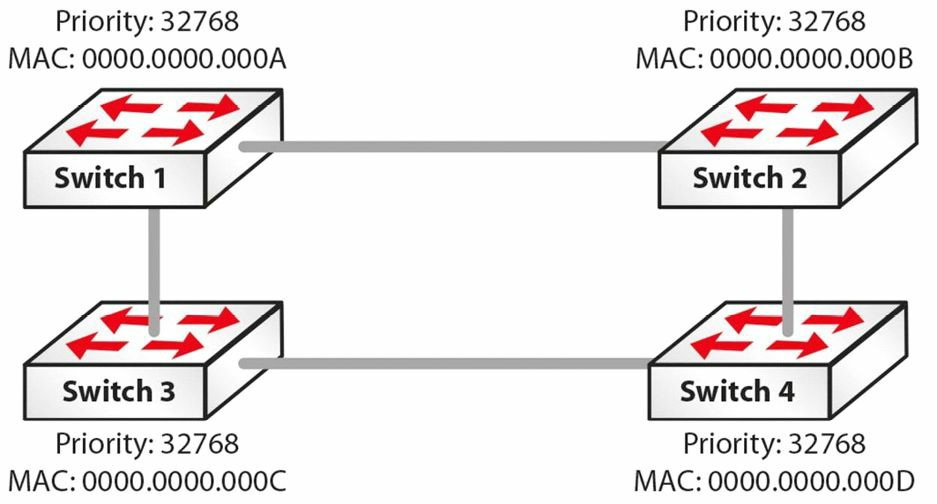 Priority: 32768
MAC: 0000.0000.000A
Priority: 32768
MAC: 0000.0000.000B
Switch 1
Switch 2
Switch 3
Switch 4
Priority: 32768
MAC: 0000.0000.000C
Priority: 32768
MAC: 0000.0000.000D